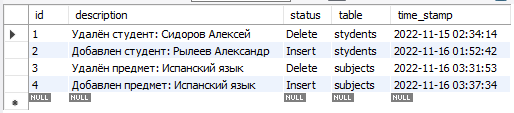 id description status table time_stamp
1 Удалён студент: Сидоров Алексей Delete stydents 2022-11-15 02:34:14
2 Добавлен студент: Рылеев Александр Insert stydents 2022-11-16 01:52:42
3 Удалён предмет: Испанский язык Delete subjects 2022-11-16 03:31:53
4 Добавлен предмет: Испанский язык Insert subjects 2022-11-16 03:37:34
NULL NULL NULL NULL NULL